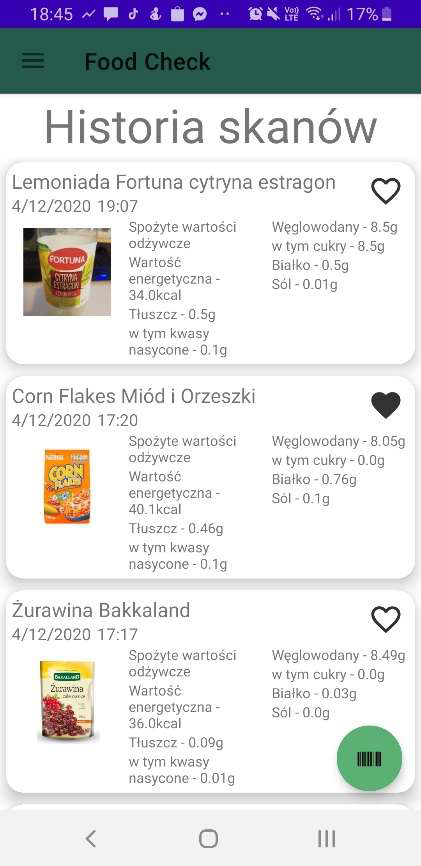 18:45
Vo))
LTE
17%
Food Check
Historia skanów
Lemoniada Fortuna cytryna estragon
4/12/2020 19:07
FORTUNA
CYTRYNA
ESTRAGON
Spożyte wartości
odżywcze
Wartość
energetyczna -
34.0kcal
Tłuszcz - 0.5g
w tym kwasy
nasycone - 0.1g
Węglowodany - 8.5g
w tym cukry - 8.5g
Białko - 0.5g
Sól - 0.01g
Corn Flakes Miód i Orzeszki
4/12/2020 17:20
CORN
FLAKES
Spożyte wartości
odżywcze
Wartość
energetyczna -
40.1kcal
Tłuszcz - 0.46g
w tym kwasy
nasycone - 0.1g
Węglowodany - 8.05g
w tym cukry - 0.0g
Białko - 0.76g
Sól - 0.1g
Żurawina Bakkaland
4/12/2020 17:17
BAKALLAND
Żurawina
Spożyte wartości
odżywcze
Wartość
energetyczna -
36.0kcal
Tłuszcz - 0.09g
w tym kwasy
nasycone - 0.01g
Węglowodany - 8.49g
w tym cukry - 0.0g
Białko - 0.03g
Sól - 0.0g